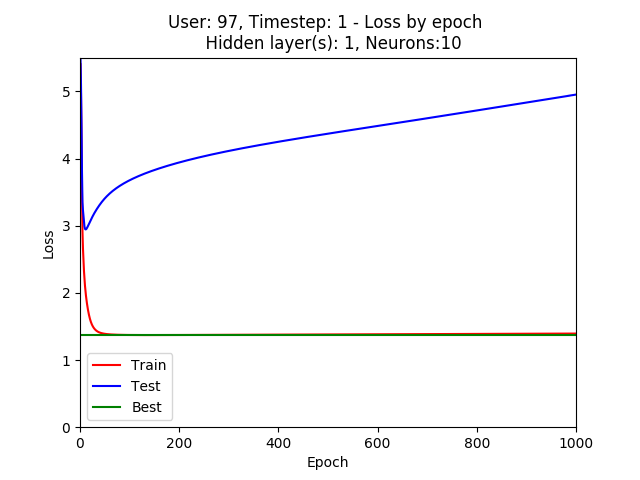 User: 97, Timestep: 1 - Loss by epoch
Hidden layer(s): 1, Neurons:10
5
4
3
2
1
0
Loss
Train
Test
Best
0 200 400 600 800 1000
Epoch